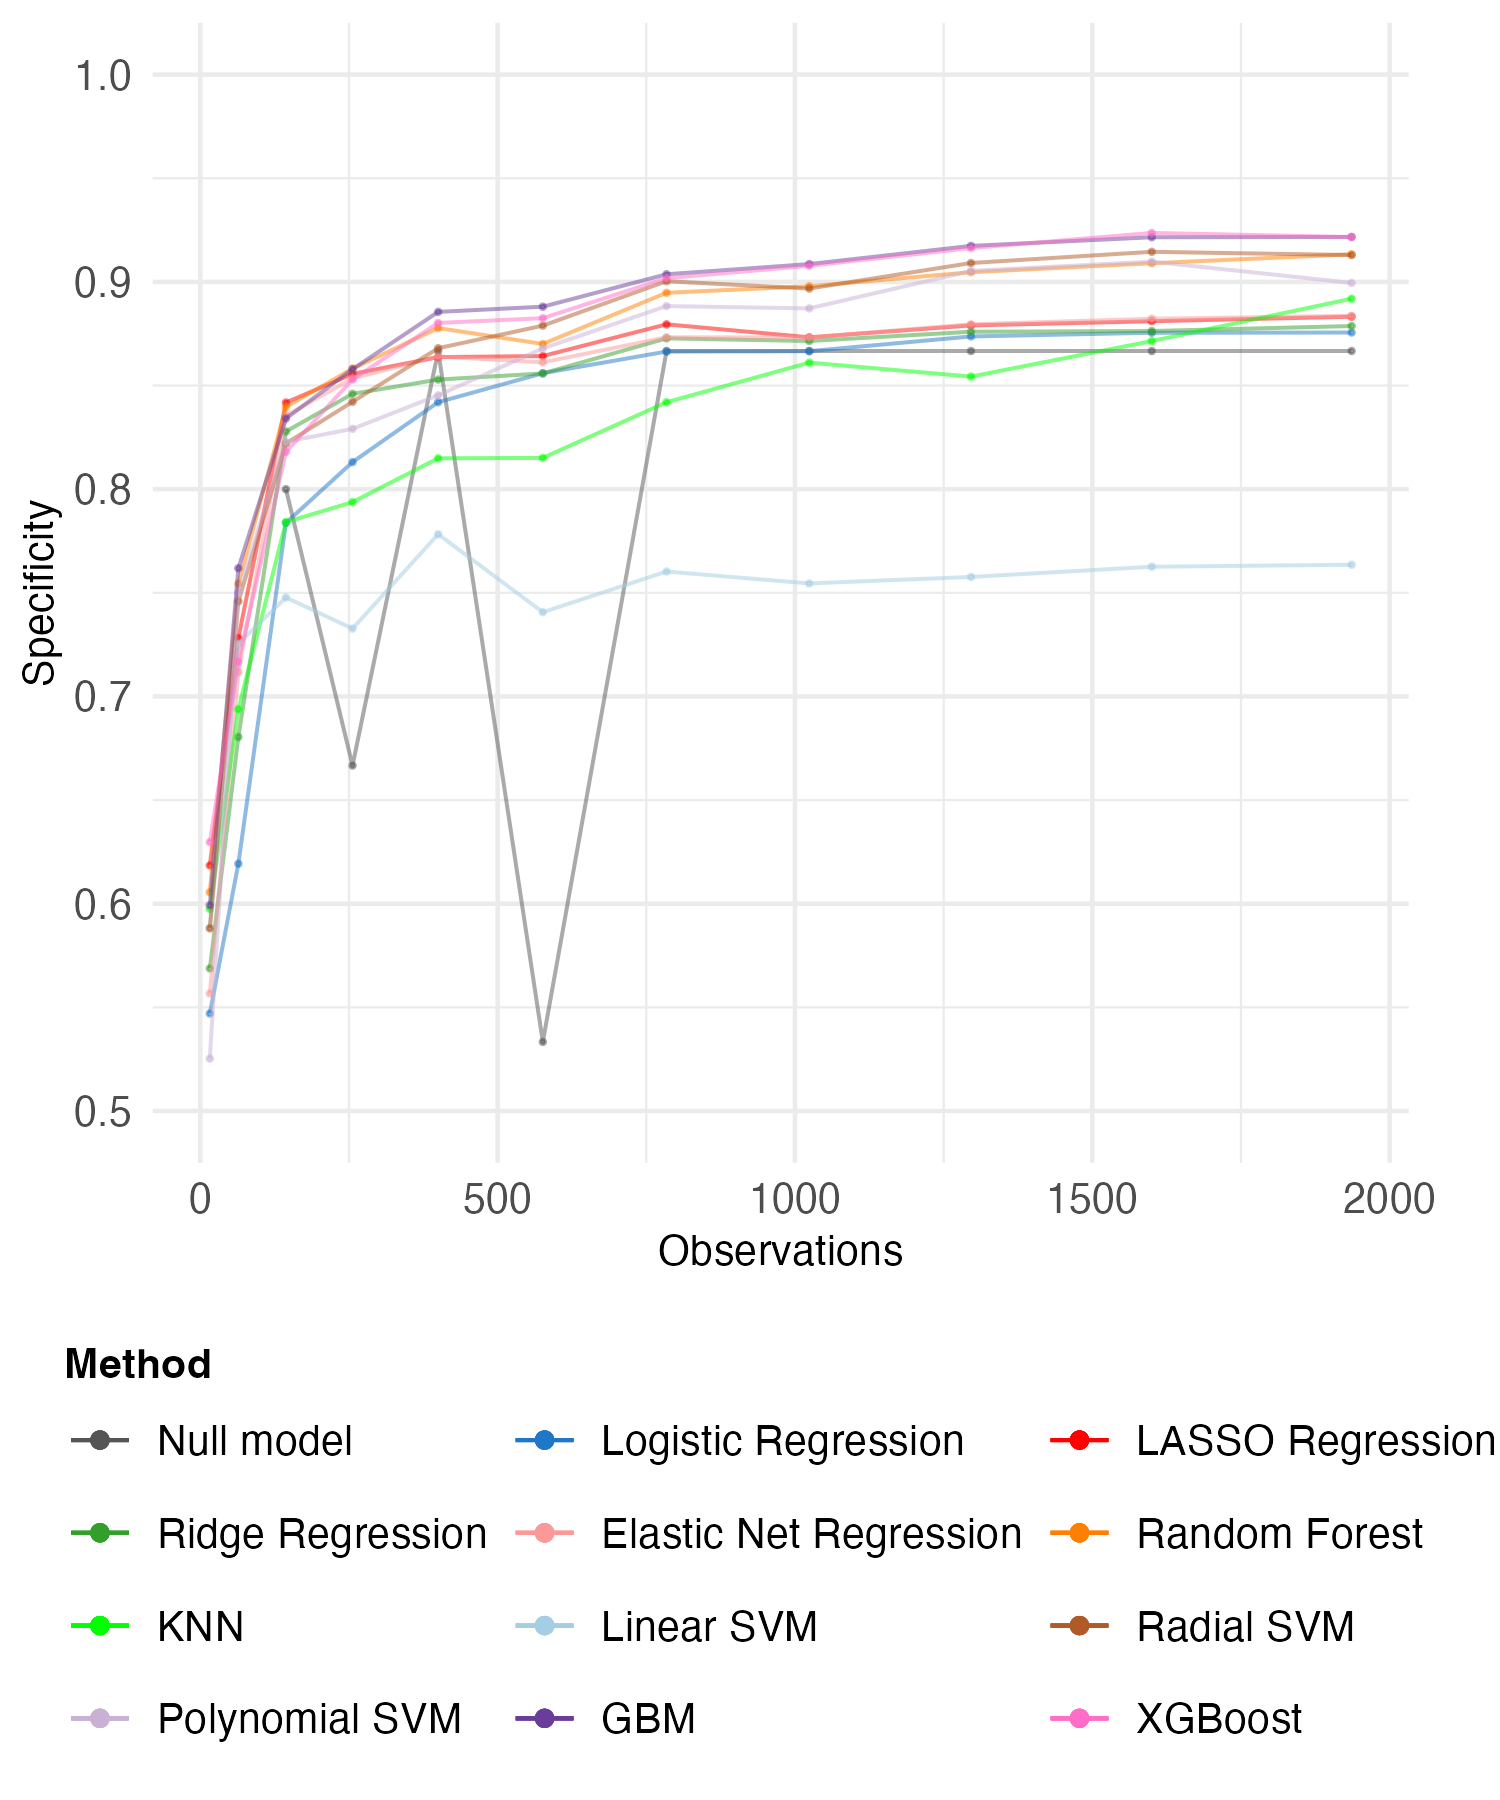 1.0
0.9
0.8
0.7
0.6
0.5
Specificity
0 500 1000 1500 2000
Observations
Method
Null model Logistic Regression LASSO Regression
Ridge Regression Elastic Net Regression Random Forest
KNN Linear SVM Radial SVM
Polynomial SVM GBM XGBoost